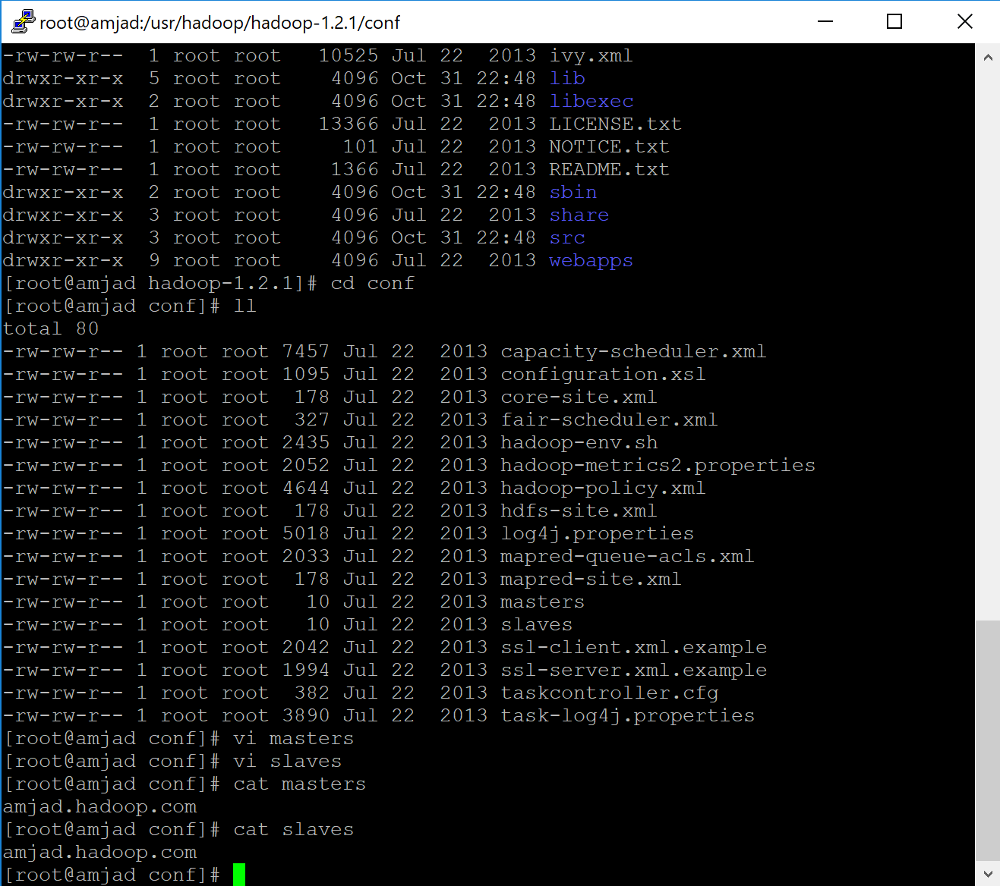 root@amjad:/usr/hadoop/hadoop-1.2.1/conf
-rw-rw-r--  1 root root   10525 Jul 22  2013 ivy.xml
drwxr-xr-x  5 root root    4096 Oct 31 22:48 lib
drwxr-xr-x  2 root root    4096 Oct 31 22:48 libexec
-rw-rw-r--  1 root root   13366 Jul 22  2013 LICENSE.txt
-rw-rw-r--  1 root root     101 Jul 22  2013 NOTICE.txt
-rw-rw-r--  1 root root    1366 Jul 22  2013 README.txt
drwxr-xr-x  2 root root    4096 Oct 31 22:48 sbin
drwxr-xr-x  3 root root    4096 Jul 22  2013 share
drwxr-xr-x  3 root root    4096 Oct 31 22:48 src
drwxr-xr-x  9 root root    4096 Jul 22  2013 webapps
[root@amjad hadoop-1.2.1]# cd conf
[root@amjad conf]# ll
total 80
-rw-rw-r-- 1 root root 7457 Jul 22  2013 capacity-scheduler.xml
-rw-rw-r-- 1 root root 1095 Jul 22  2013 configuration.xsl
-rw-rw-r-- 1 root root  178 Jul 22  2013 core-site.xml
-rw-rw-r-- 1 root root  327 Jul 22  2013 fair-scheduler.xml
-rw-rw-r-- 1 root root 2435 Jul 22  2013 hadoop-env.sh
-rw-rw-r-- 1 root root 2052 Jul 22  2013 hadoop-metrics2.properties
-rw-rw-r-- 1 root root 4644 Jul 22  2013 hadoop-policy.xml
-rw-rw-r-- 1 root root  178 Jul 22  2013 hdfs-site.xml
-rw-rw-r-- 1 root root 5018 Jul 22  2013 log4j.properties
-rw-rw-r-- 1 root root 2033 Jul 22  2013 mapred-queue-acls.xml
-rw-rw-r-- 1 root root  178 Jul 22  2013 mapred-site.xml
-rw-rw-r-- 1 root root   10 Jul 22  2013 masters
-rw-rw-r-- 1 root root   10 Jul 22  2013 slaves
-rw-rw-r-- 1 root root 2042 Jul 22  2013 ssl-client.xml.example
-rw-rw-r-- 1 root root 1994 Jul 22  2013 ssl-server.xml.example
-rw-rw-r-- 1 root root  382 Jul 22  2013 taskcontroller.cfg
-rw-rw-r-- 1 root root 3890 Jul 22  2013 task-log4j.properties
[root@amjad conf]# vi masters
[root@amjad conf]# vi slaves
[root@amjad conf]# cat masters
amjad.hadoop.com
[root@amjad conf]# cat slaves
amjad.hadoop.com
[root@amjad conf]#